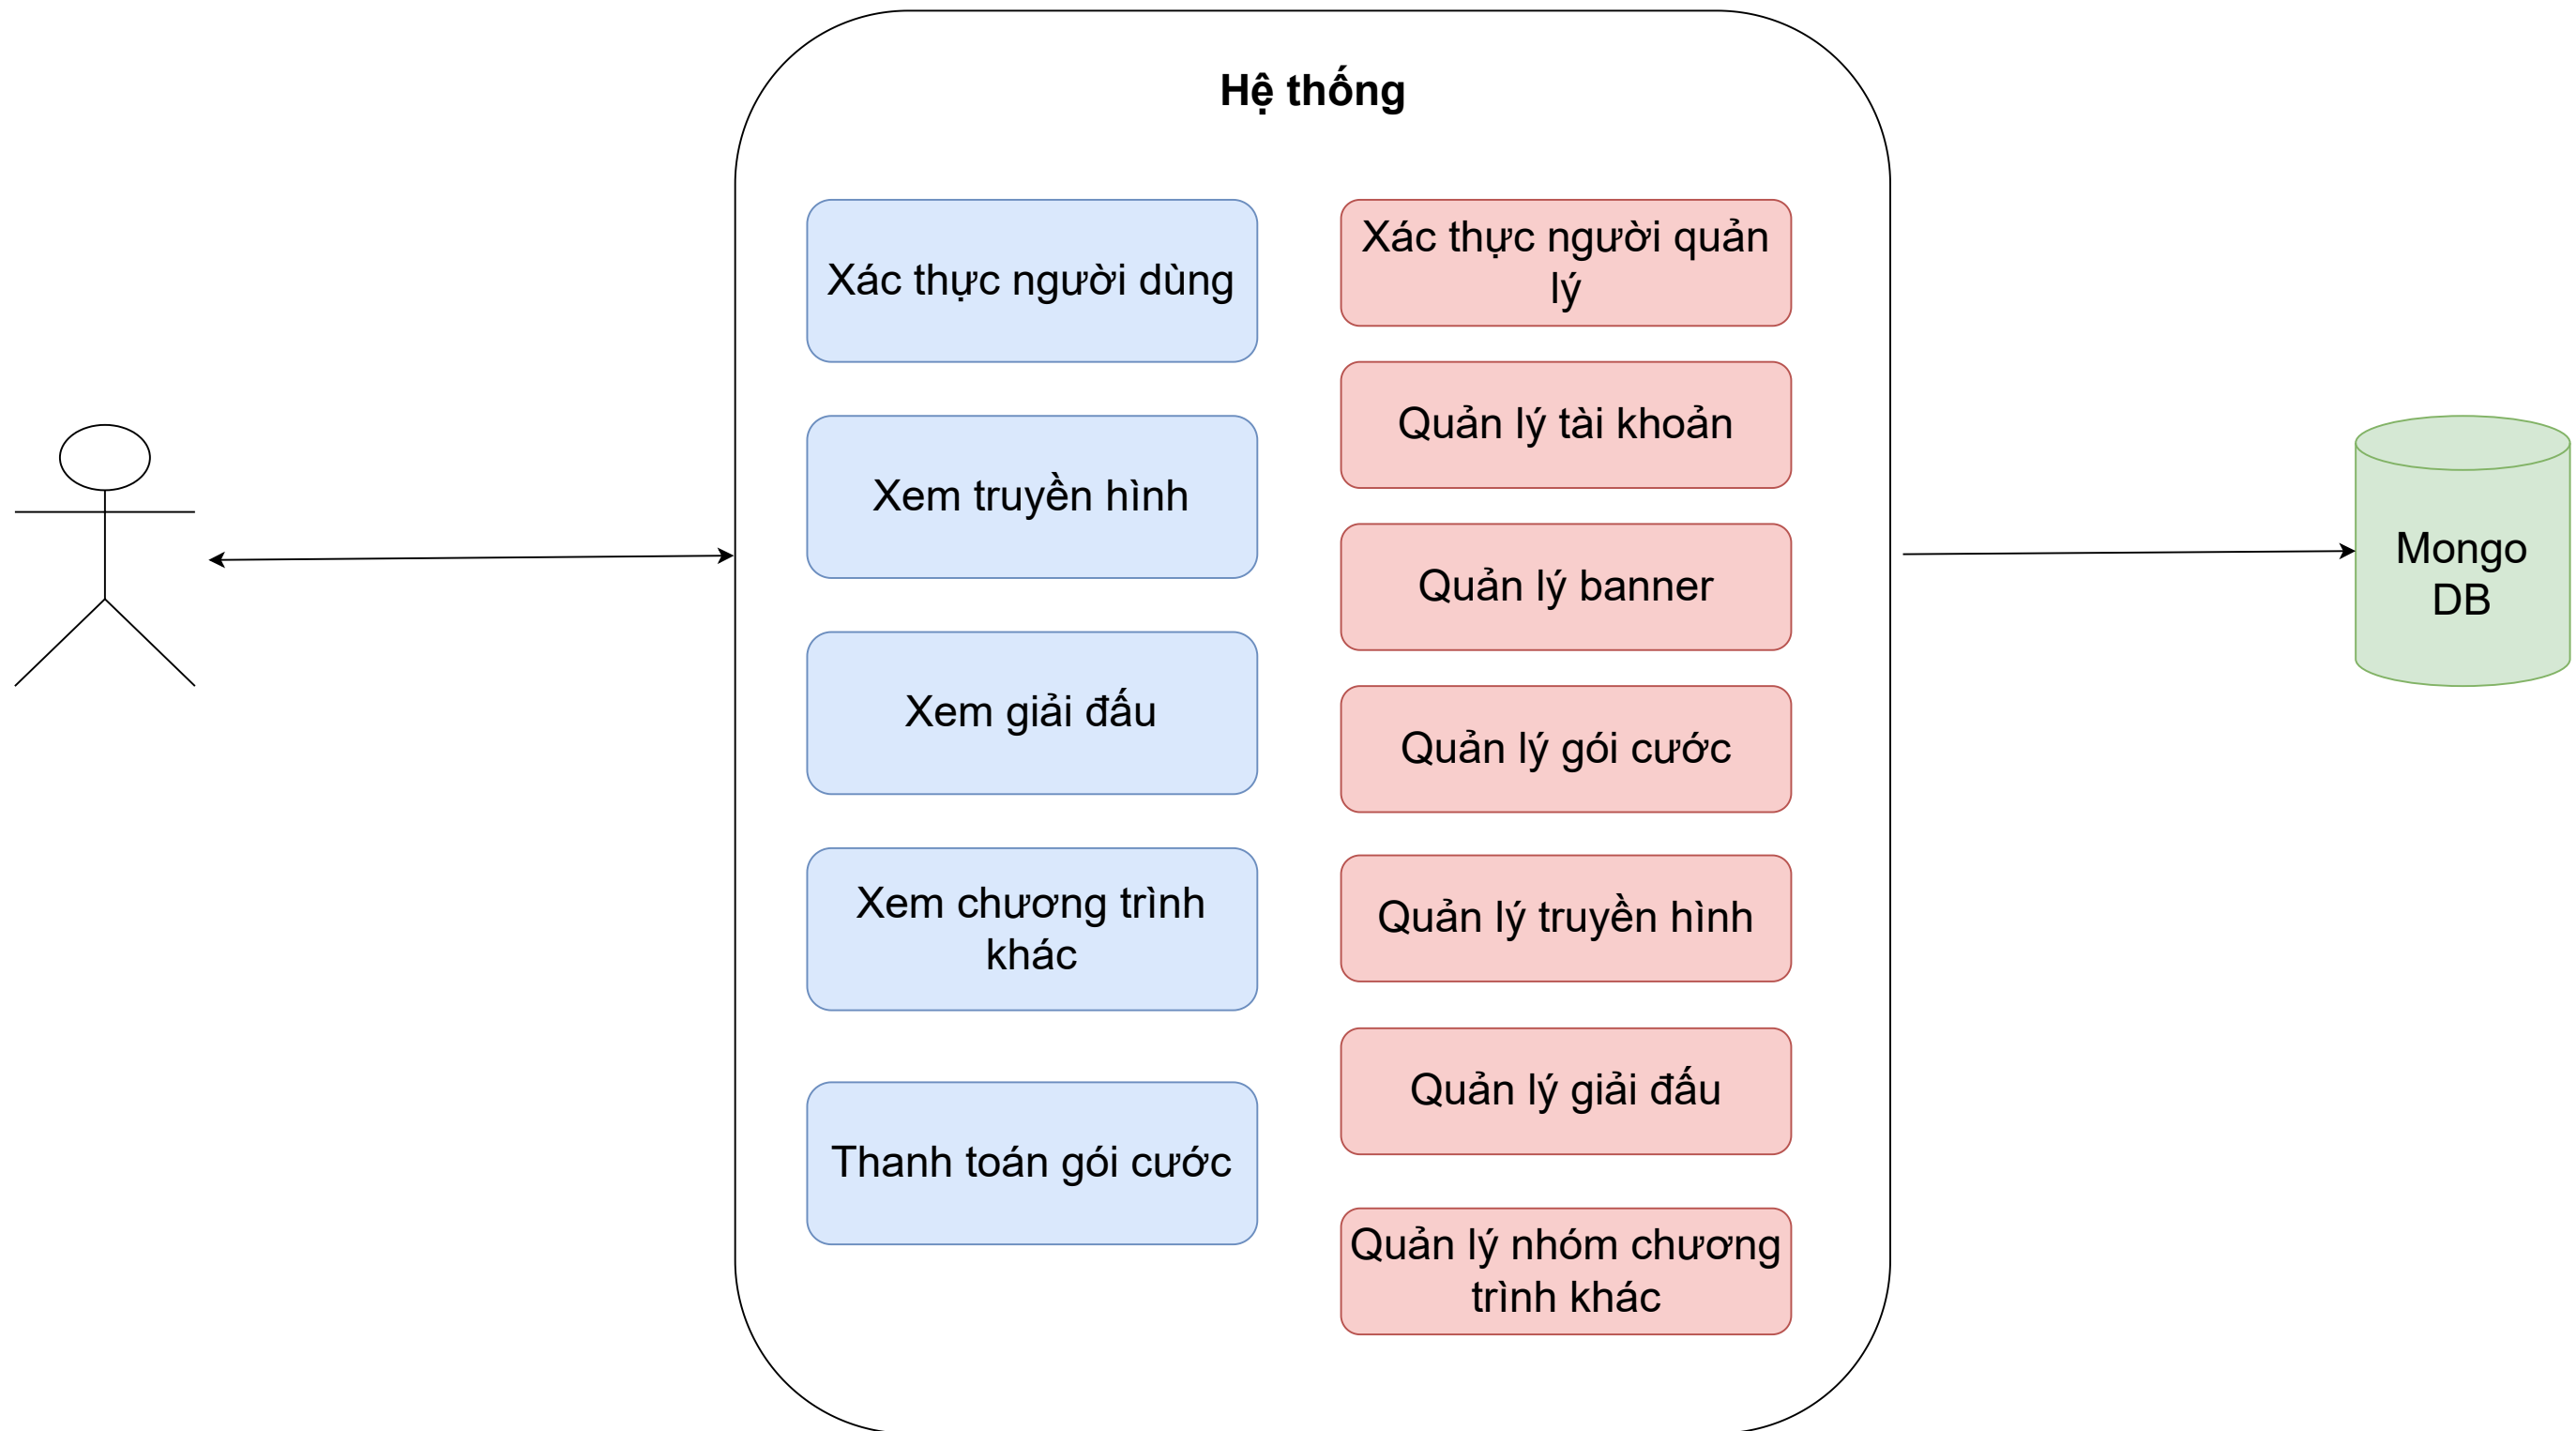 Hệ thống
Xác thực người dùng
Xem truyền hình
Xem giải đấu
Xem chương trình
khác
Thanh toán gói cước
Xác thực người quản
lý
Quản lý tài khoản
Quản lý banner
Quản lý gói cước
Quản lý truyền hình
Quản lý giải đấu
Quản lý nhóm chương
trình khác
Mongo
DB